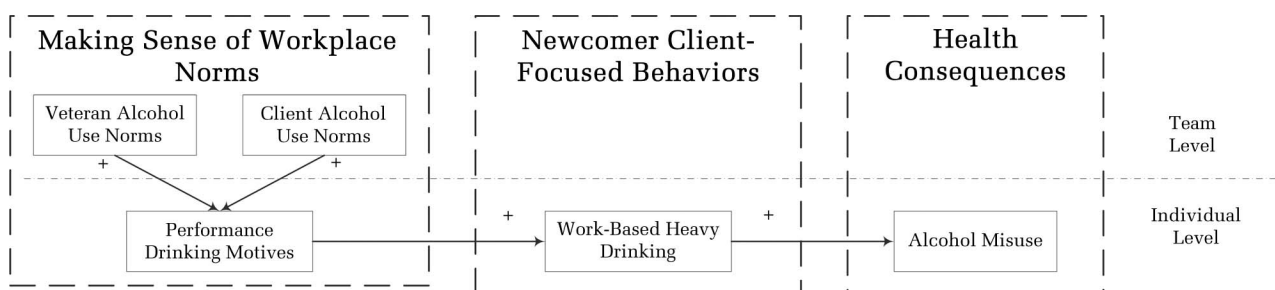 Making Sense of Workplace
Norms
Veteran Alcohol
Use Norms
Client Alcohol
Use Norms
+
+
Performance
Drinking Motives
Newcomer Client-
Focused Behaviors
+
Work-Based Heavy
Drinking
+
Health
Consequences
Alcohol Misuse
Team
Level
Individual
Level